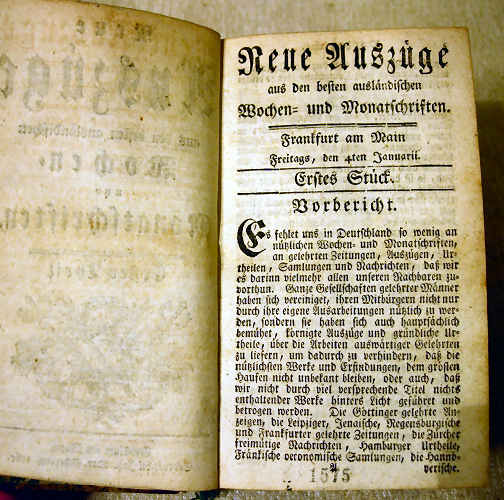 Neue Auszüge
aus den besten ausländischen
Wochen- und Monatschriften.
Frankfurt am Main
Freitags, den 4ten Januarii.
Erstes Stück.
Vorbericht.
Es fehlet uns in Deutschland so wenig an
nützlichen Wochen- und Monatschriften,
an gelehrten Zeitungen, Auszügen, Ur-
theilen, Samlungen und Nachrichten, daß wir
es darinn vielmehr allen unseren Nachbaren zu-
vorthun. Ganze Gesellschaften gelehrter Männer
haben sich vereiniget, ihren Mitbürgern nicht nur
durch ihre eigene Ausarbeitungen nützlich zu wer-
den, sondern sie haben sich auch hauptsächlich
bemühet, körnigte Auszüge und gründliche Ur-
theile, über die Arbeiten auswärtiger Gelehrten
zu liefern, um dadurch zu verhindern, daß die
nützlichsten Werke und Erfindungen, dem grösten
Haufen nicht unbekant bleiben, oder auch, daß
wir nicht durch viel versprechende Titel nichts
enthaltender Werke hinters Licht geführet und
betrogen werden. Die Göttinger gelehrte An-
zeigen, die Leipziger, Jenaische, Regensburgische
und Frankfurter gelehrte Zeitungen, die Zürcher
freimütige Nachrichten, Hamburger Urtheile,
Fränkische oeconomische Samlungen, die Hannö-
A verische.
1575